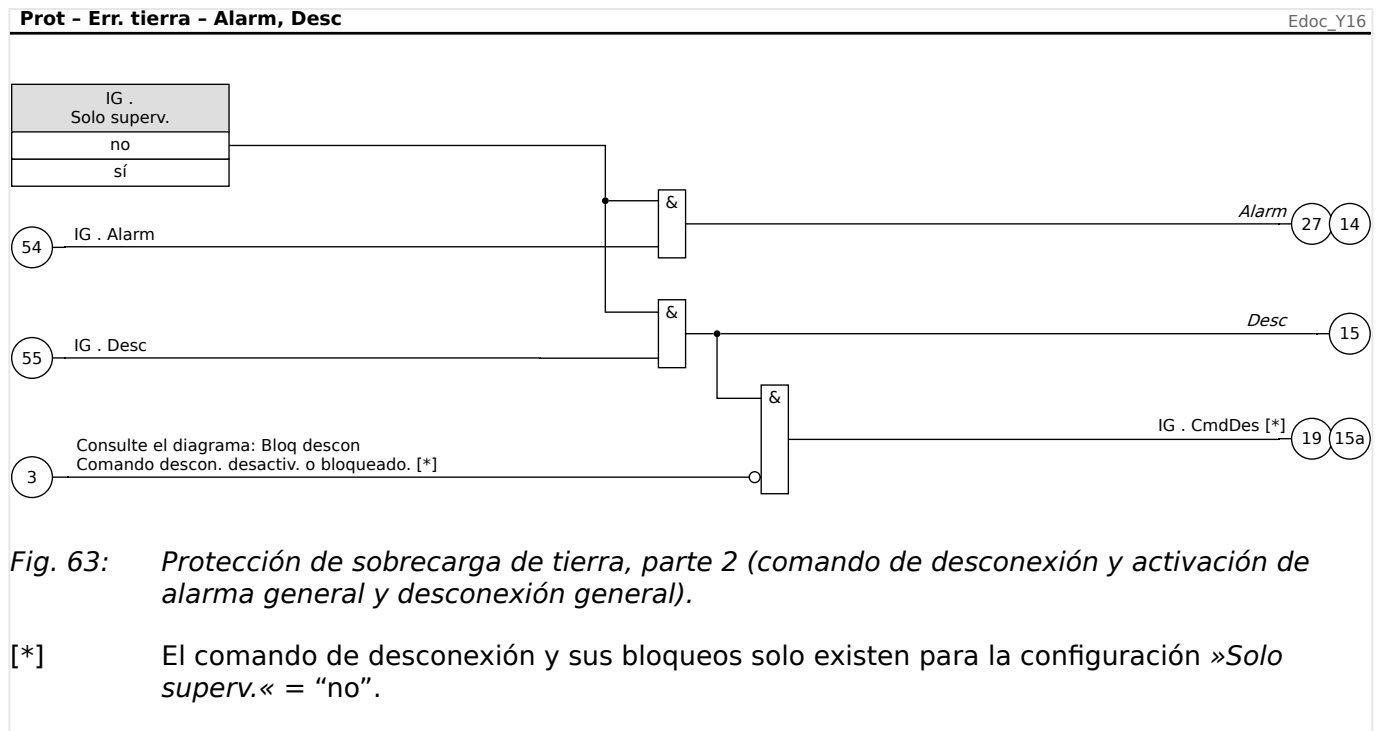 Prot – Err. tierra – Alarm, Desc
Edoc_Y16
IG .
Solo superv.
no
sí
&
Alarm
27
14
54
IG . Alarm
&
Desc
15
55
IG . Desc
&
IG . CmdDes [*]
19
15a
Consulte el diagrama: Bloq descon
Comando descon. desactiv. o bloqueado. [*]
3
Fig. 63: Protección de sobrecarga de tierra, parte 2 (comando de desconexión y activación de
alarma general y desconexión general).
[*] El comando de desconexión y sus bloqueos solo existen para la configuración »Solo
superv.« = “no”.